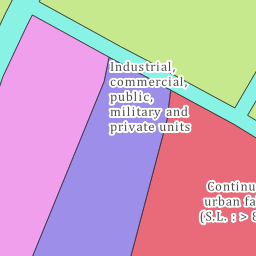 Industrial,
commercial,
public,
military and
private units
Continu
urban fa
(S.L. : > 8